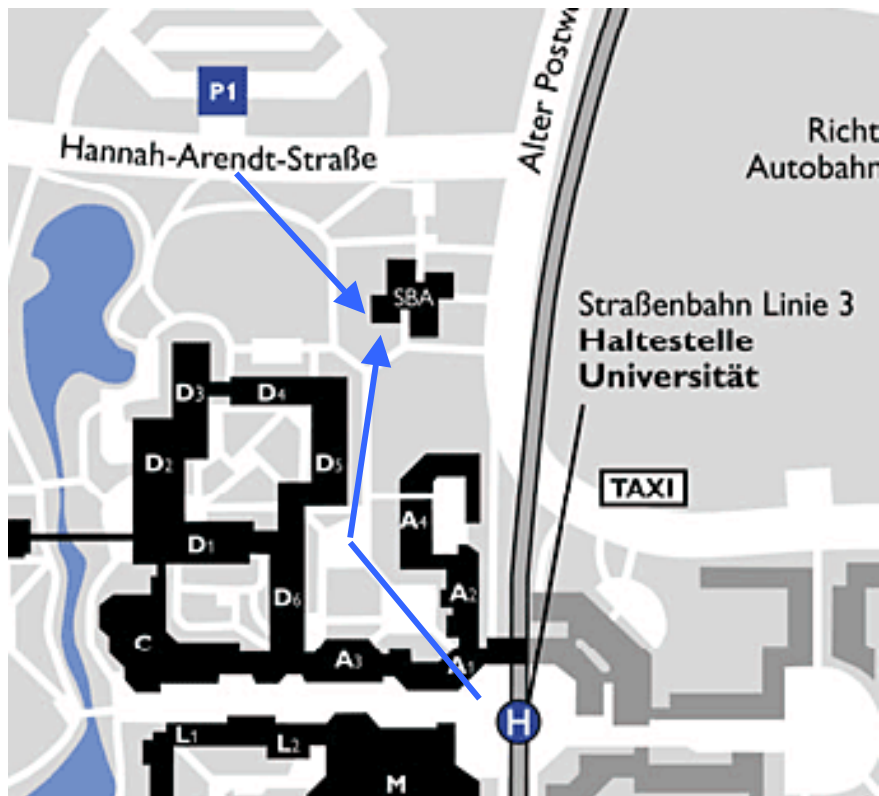 P1
Hannah-Arendt-Straße
Alter Postw
Richt
Autobahn
SBA
Straßenbahn Linie 3
Haltestelle
Universität
D3
D4
D2
D5
TAXI
A4
D1
A2
D6
C
A3
A1
H
L1
L2
M